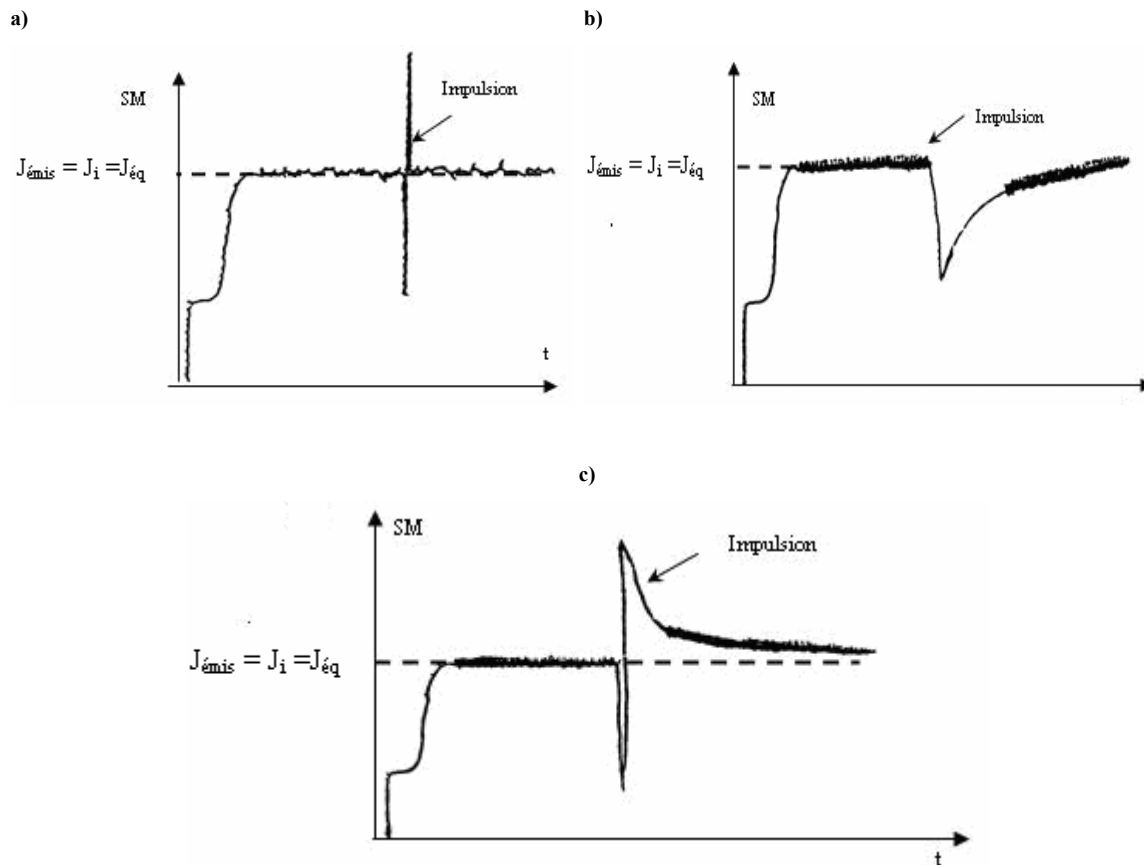 a)
b)
SM
Impulsion
Jémis = Ji =Jéq
t
SM
Impulsion
Jémis = Ji =Jéq
c)
SM
Impulsion
Jémis = Ji =Jéq
t